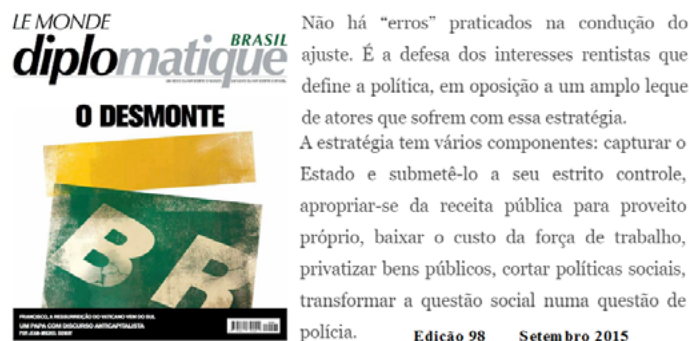 LE MONDE
diplomatique
BRASIL
O DESMONTE
BR
FRANCISCO, A RESSURREIÇÃO DO VATICANO VEM DO SUL
UM PAPA COM DISCURSO ANTICAPITALISTA
Não há “erros” praticados na condução do
ajuste. É a defesa dos interesses rentistas que
define a política, em oposição a um amplo leque
de atores que sofrem com essa estratégia.
A estratégia tem vários componentes: capturar o
Estado e submetê-lo a seu estrito controle,
apropriar-se da receita pública para proveito
próprio, baixar o custo da força de trabalho,
privatizar bens públicos, cortar políticas sociais,
transformar a questão social numa questão de
polícia.
Edição 98 Setembro 2015